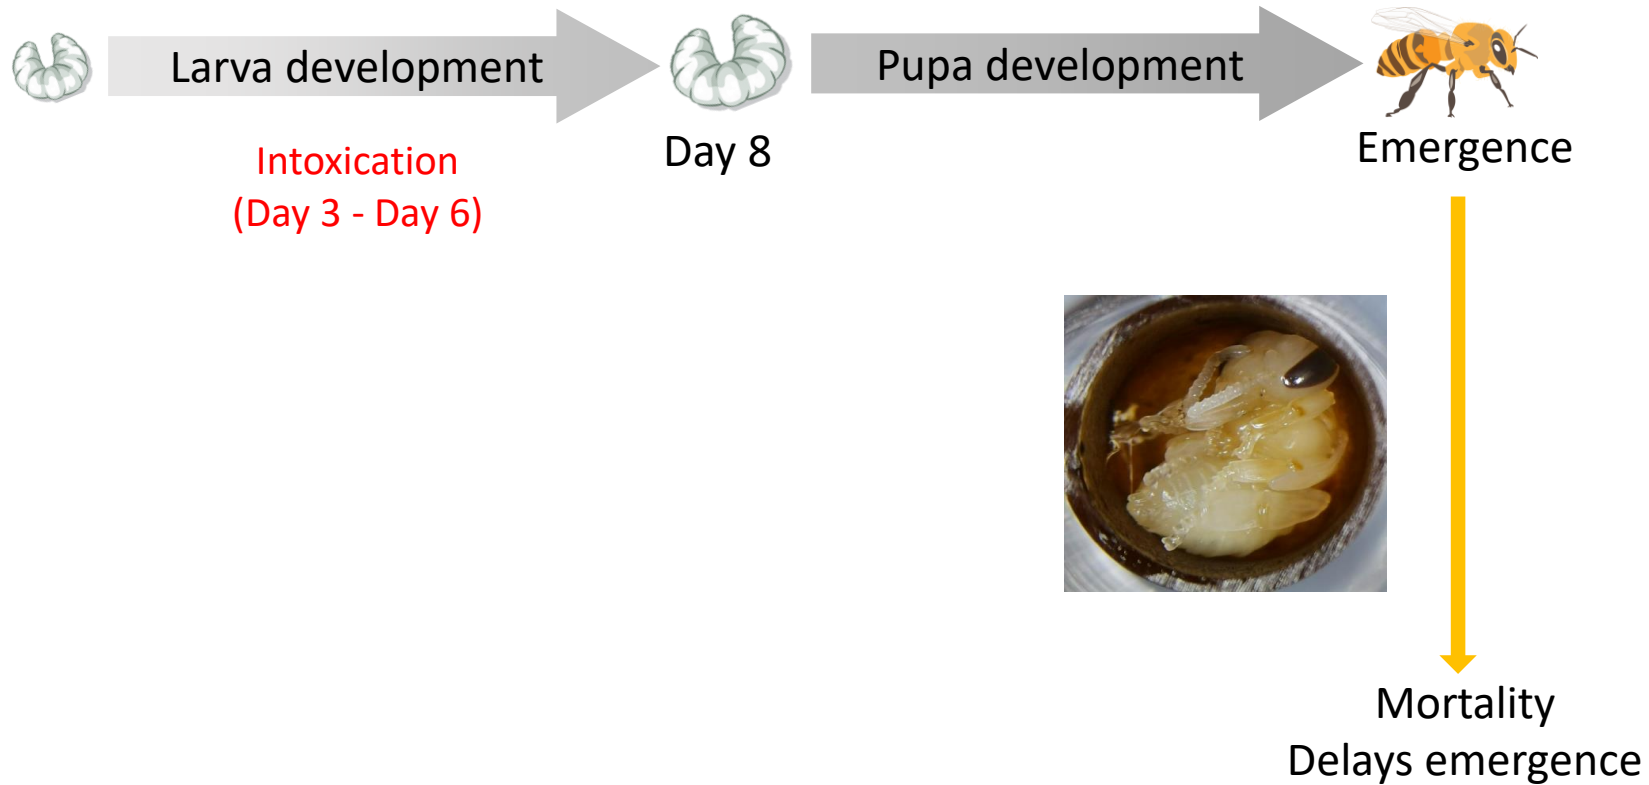 Larva development
Pupa development
Intoxication
(Day 3 - Day 6)
Day 8
Emergence
Mortality
Delays emergence